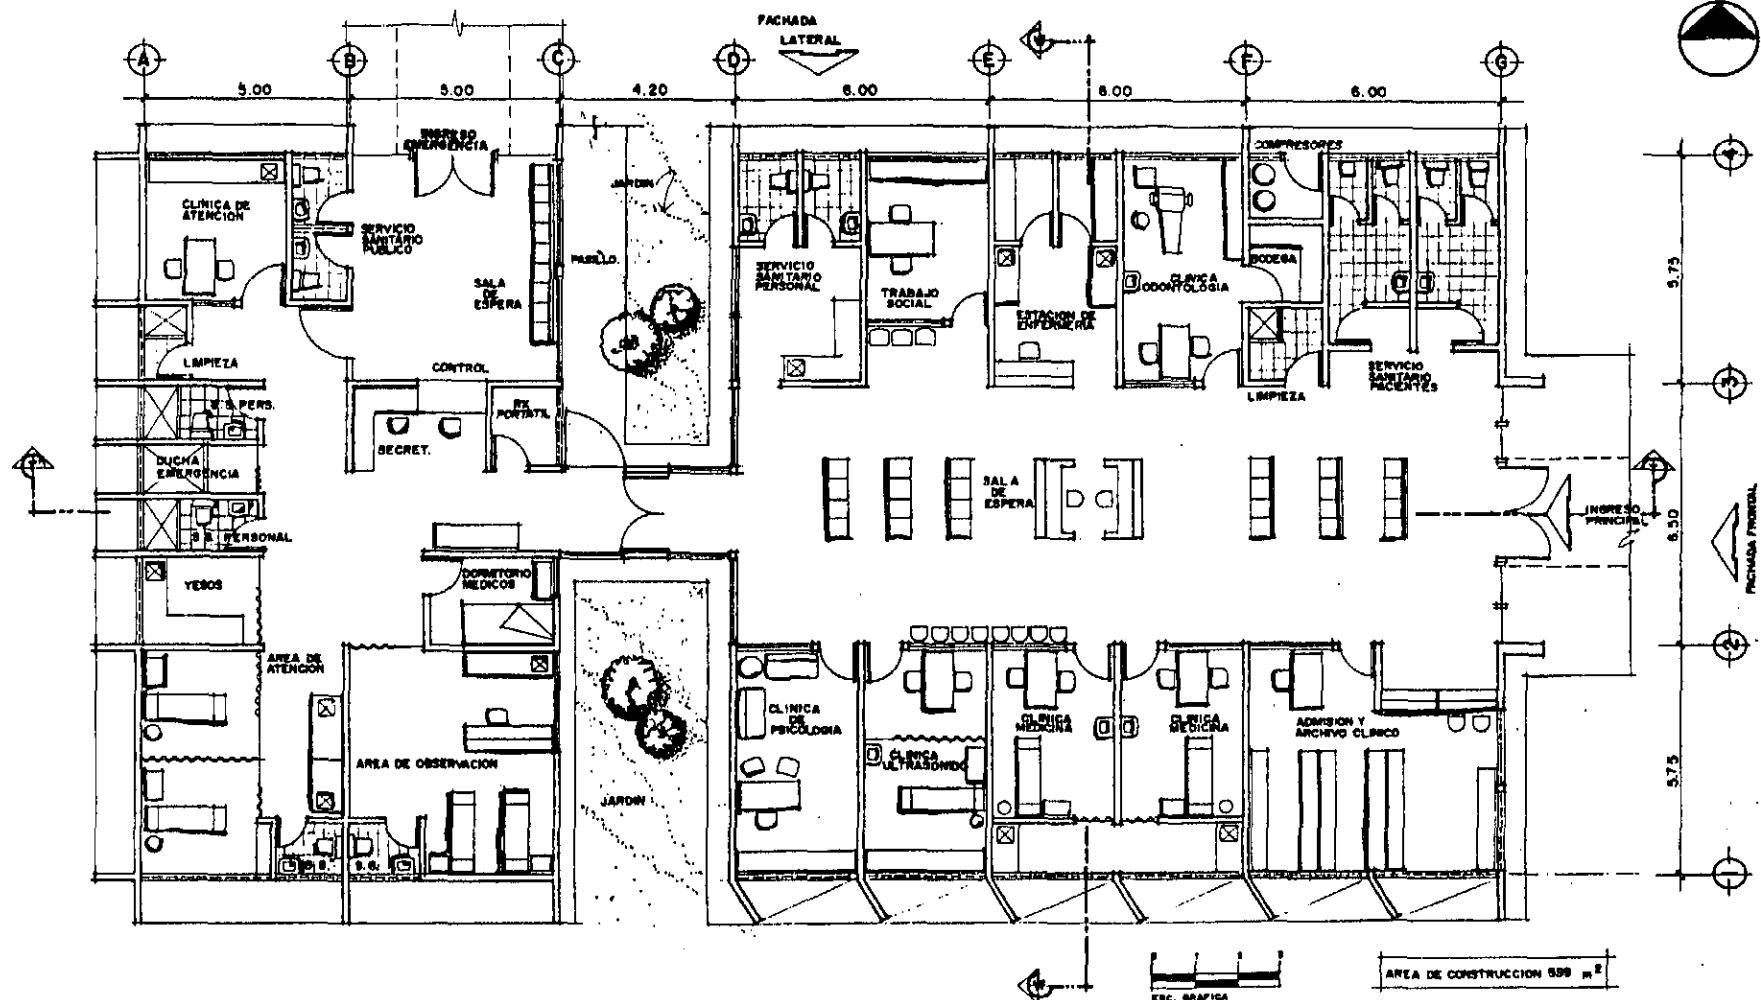 FACHADA
LATERAL
A
B
C
D
E
F
G
5.00
5.00
4.20
6.00
6.00
6.00
INGRESO
EMERGENCIA
COMPRESORES
4
JARDIN
CLINICA DE
ATENCION
SERVICIO
SANITARIO
PUBLICO
PASILLO.
SERVICIO
SANITARIO
PERSONAL
BODEGA
5.75
SALA
DE
ESPERA
TRABAJO
SOCIAL
CLINICA
ODONTOLOGIA
ESTACION DE
ENFERMERIA
LIMPIEZA
CONTROL
SERVICIO
SANITARIO
PACIENTES
3
LIMPIEZA
S.S. PERS.
RX
PORTATIL
SECRET.
DUCHA
EMERGENCIA
SALA
DE
ESPERA
INGRESO
PRINCIPAL
6.50
FACHADA FRONTAL
S.S. PERSONAL
YESOS
DORMITORIO
MEDICOS
2
AREA DE
ATENCION
CLINICA
DE
PSICOLOGIA
CLINICA
MEDICINA
CLINICA
MEDICINA
ADMISION Y
ARCHIVO CLINICO
CLINICA
ULTRASONIDO
AREA DE OBSERVACION
5.75
JARDIN
S.S.
S.S.
1
AREA DE CONSTRUCCION 599 m2
ESC. GRAFICA